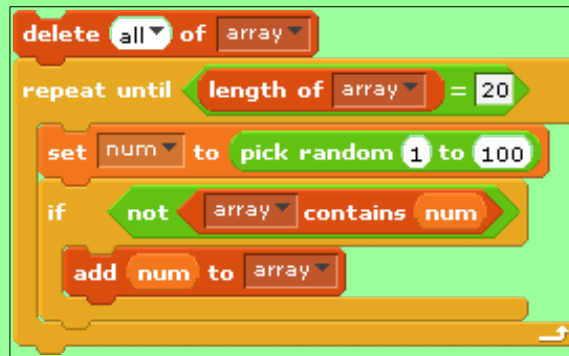 delete all of array
repeat until length of array = 20
set num to pick random 1 to 100
if not array contains num
add num to array